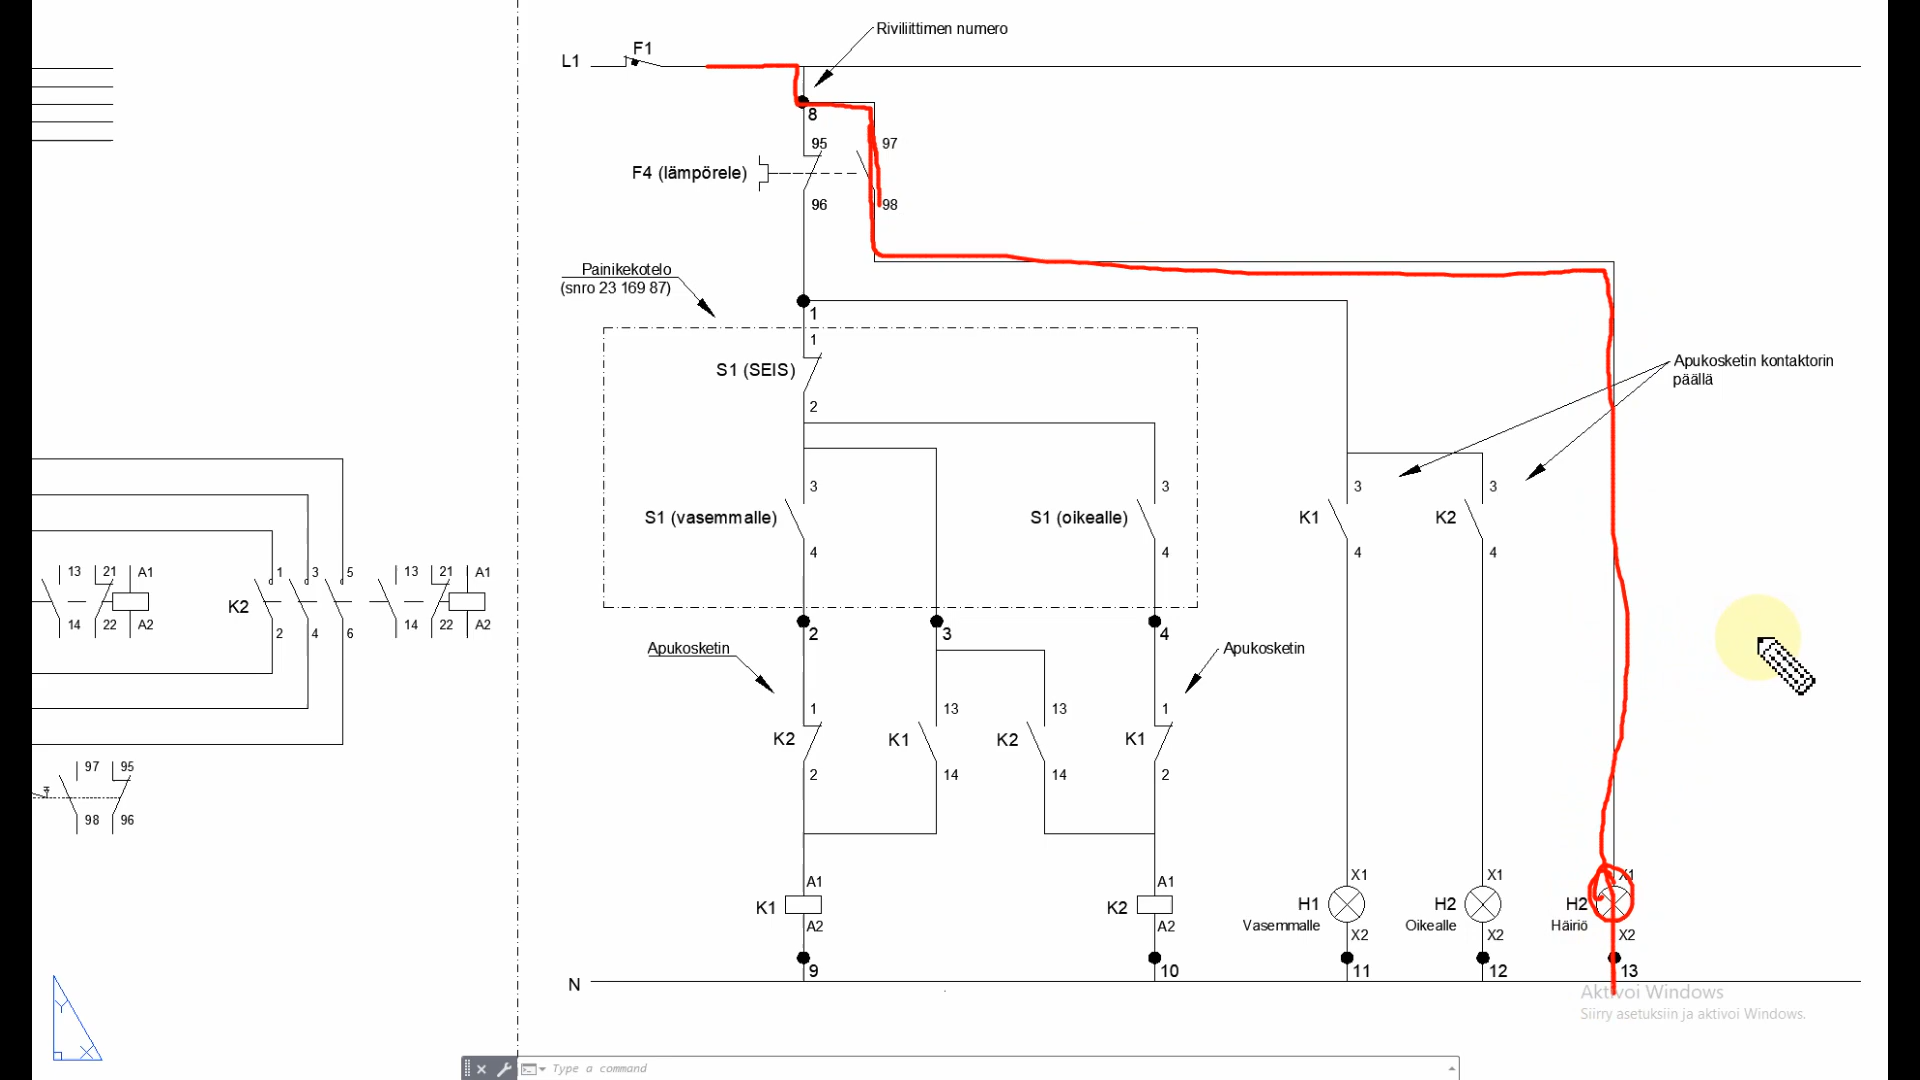 Riviliittimen numero
L1
F1
8
95
97
F4 (lämpörele)
96
98
Painikekotelo
(snro 23 169 87)
1
1
S1 (SEIS)
2
Apukosketin kontaktorin
päällä
3
3
3
3
S1 (vasemmalle)
S1 (oikealle)
K1
K2
4
4
4
4
13
21
A1
K2
1
3
5
13
21
A1
14
22
A2
2
4
6
14
22
A2
2
3
4
Apukosketin
Apukosketin
1
13
13
1
K2
K1
K2
K1
2
14
14
2
97
95
98
96
A1
A1
X1
X1
X1
K1
K2
H1
H2
H2
Vasemmalle
Oikealle
Häiriö
A2
A2
X2
X2
X2
9
10
11
12
13
N
Aktivoi Windows
Siirry asetuksiin ja aktivoi Windows.
Y
X
Type a command